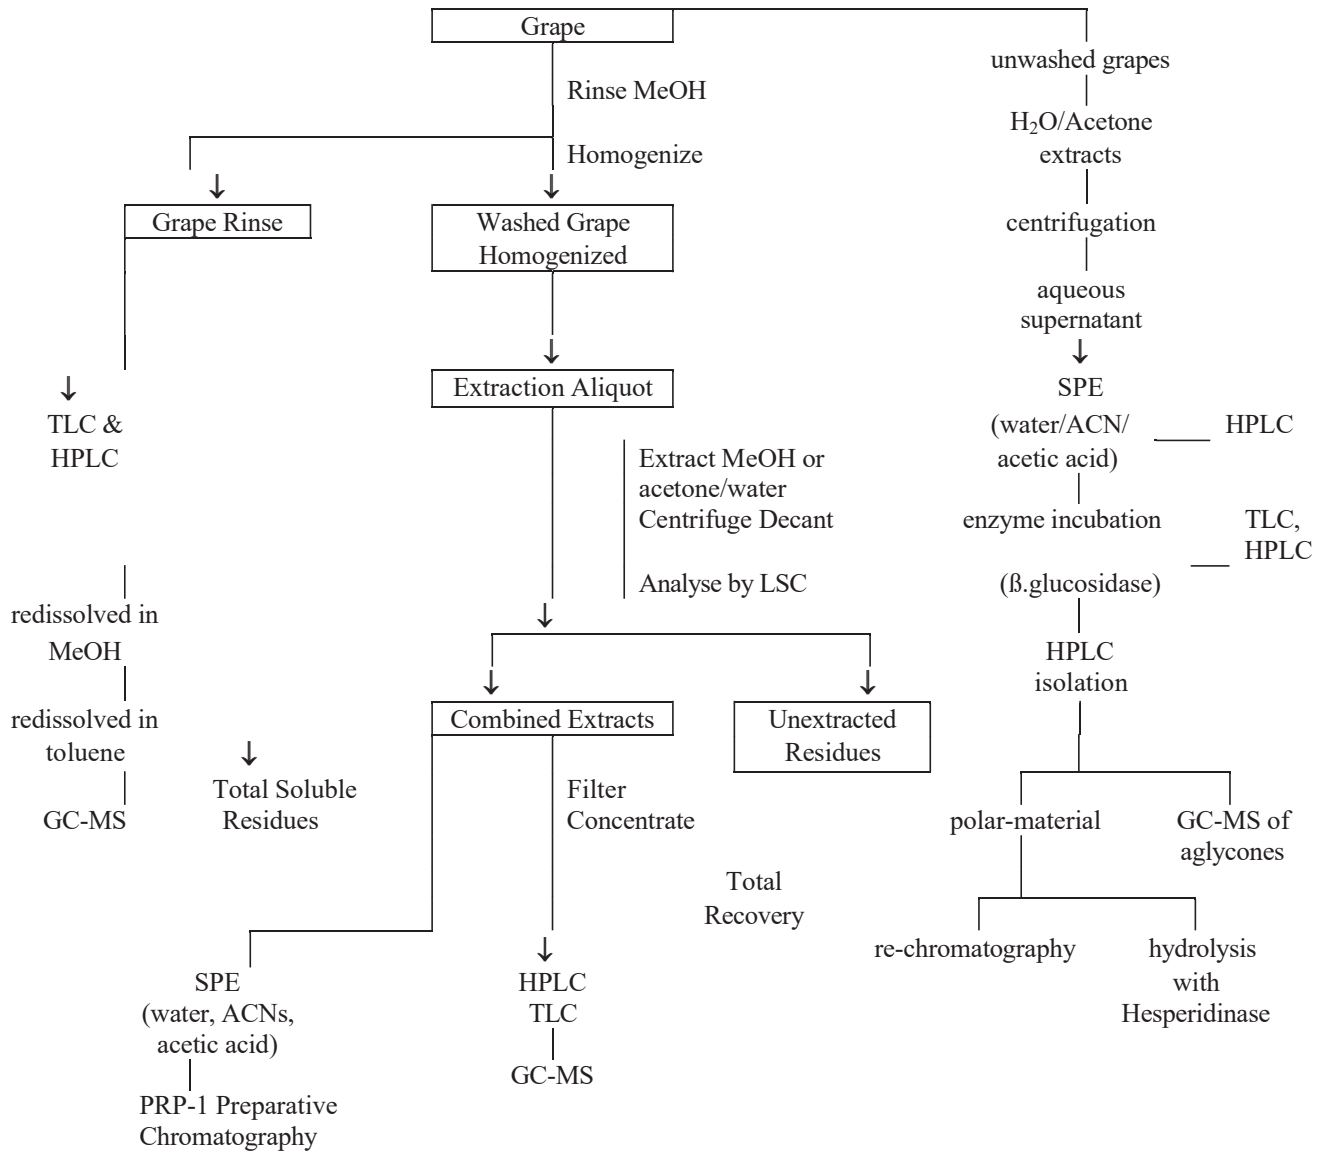 Grape
unwashed grapes
Rinse MeOH
H₂O/Acetone
extracts
Homogenize
Grape Rinse
Washed Grape
Homogenized
centrifugation
aqueous
supernatant
Extraction Aliquot
SPE
TLC &
HPLC
(water/ACN/
acetic acid)
HPLC
Extract MeOH or
acetone/water
Centrifuge Decant
enzyme incubation
TLC,
HPLC
Analyse by LSC
(ß.glucosidase)
redissolved in
MeOH
HPLC
isolation
redissolved in
toluene
Combined Extracts
Unextracted
Residues
GC-MS
Total Soluble
Residues
Filter
Concentrate
polar-material
GC-MS of
aglycones
Total
Recovery
re-chromatography
hydrolysis
with
Hesperidinase
SPE
(water, ACNs,
acetic acid)
HPLC
TLC
GC-MS
PRP-1 Preparative
Chromatography